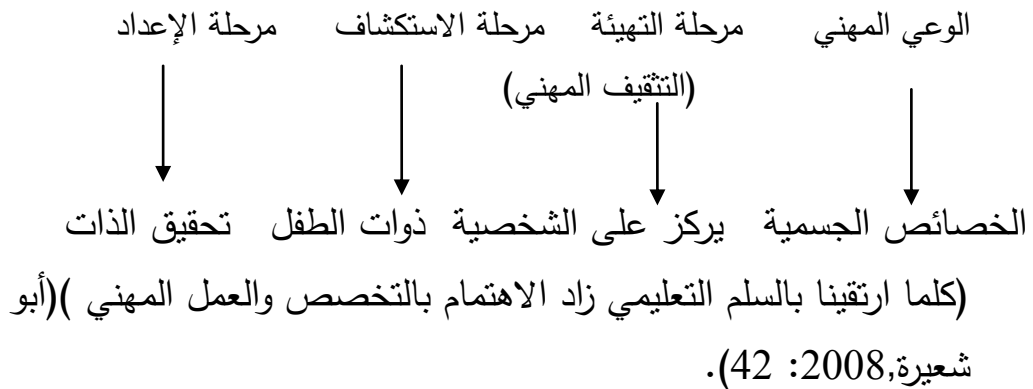 الوعي المهني مرحلة التهيئة مرحلة الاستكشاف مرحلة الإعداد
(التثقيف المهني)
الخصائص الجسمية يركز على الشخصية ذوات الطفل تحقيق الذات
(كلما ارتقينا بالسلم التعليمي زاد الاهتمام بالتخصص والعمل المهني )(أبو
شعيرة,2008: 42).